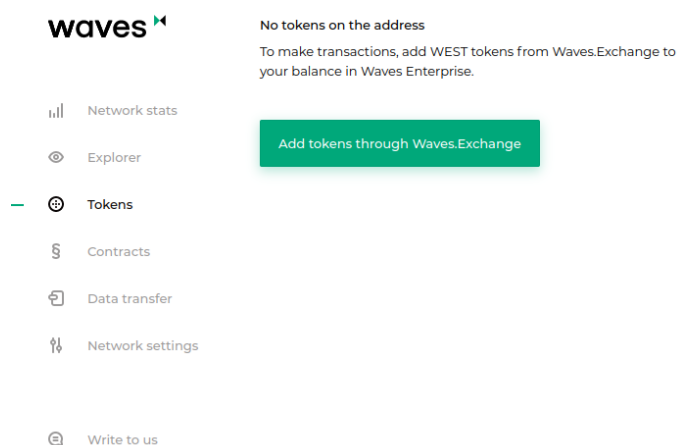 waves
No tokens on the address
To make transactions, add WEST tokens from Waves.Exchange to
your balance in Waves Enterprise.
Add tokens through Waves.Exchange
Network stats
Explorer
Tokens
Contracts
Data transfer
Network settings
Write to us